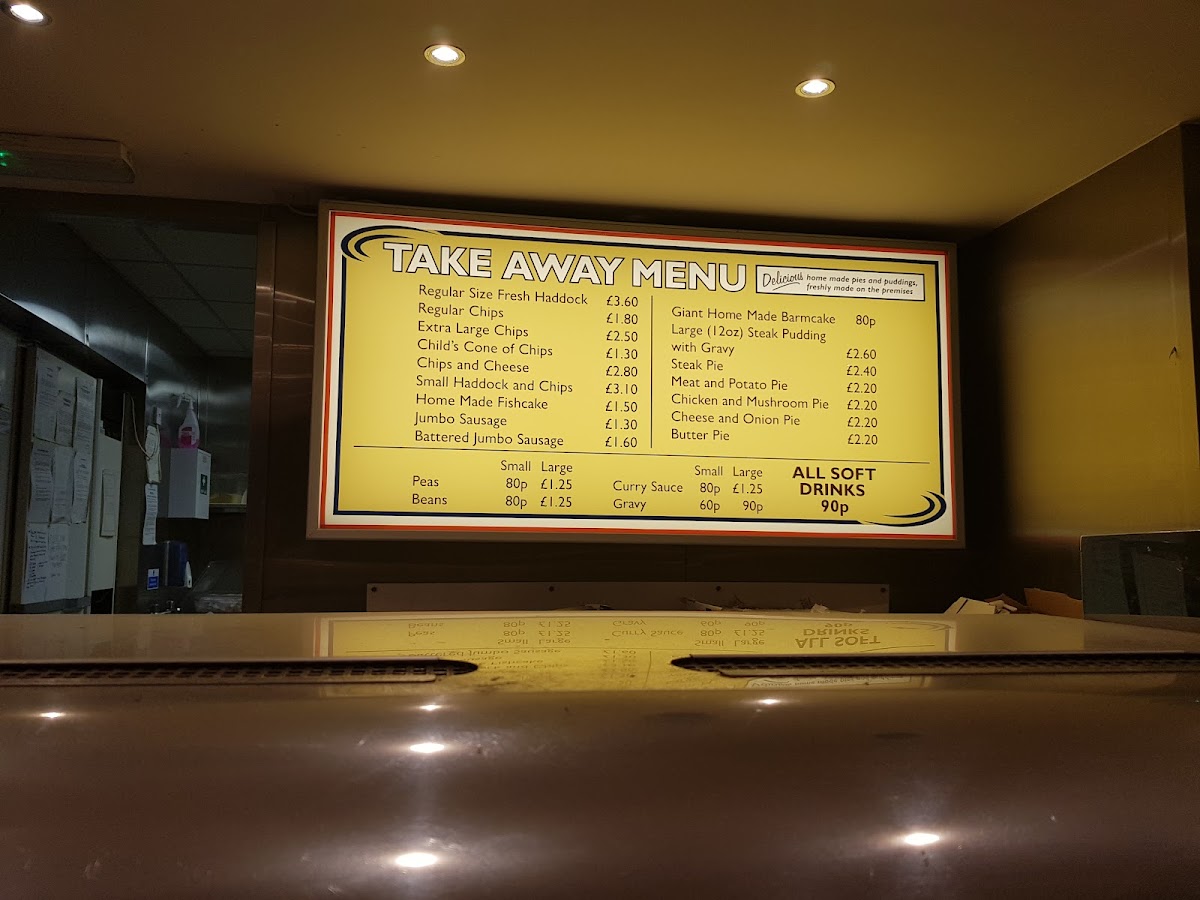 TAKE AWAY MENU
Delicious home made pies and puddings,
freshly made on the premises
Regular Size Fresh Haddock £3.60
Regular Chips £1.80
Extra Large Chips £2.50
Child's Cone of Chips £1.30
Chips and Cheese £2.80
Small Haddock and Chips £3.10
Home Made Fishcake £1.50
Jumbo Sausage £1.30
Battered Jumbo Sausage £1.60
Giant Home Made Barmcake 80p
Large (12oz) Steak Pudding
with Gravy £2.60
Steak Pie £2.40
Meat and Potato Pie £2.20
Chicken and Mushroom Pie £2.20
Cheese and Onion Pie £2.20
Butter Pie £2.20
Small Large
Peas 80p £1.25
Beans 80p £1.25
Small Large
Curry Sauce 80p £1.25
Gravy 60p 90p
ALL SOFT
DRINKS
90p